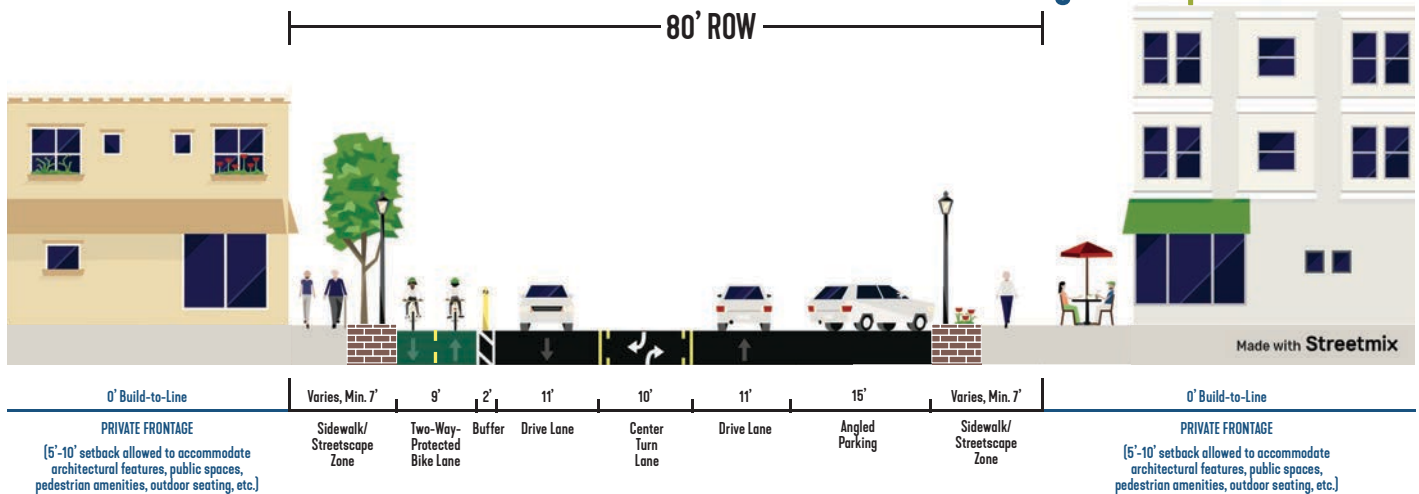 80' ROW
Made with Streetmix
0' Build-to-Line
Varies, Min. 7'
9'
2'
11'
10'
11'
15'
Varies, Min. 7'
0' Build-to-Line
PRIVATE FRONTAGE
(5'-10' setback allowed to accommodate
architectural features, public spaces,
pedestrian amenities, outdoor seating, etc.)
Sidewalk/
Streetscape
Zone
Two-Way-
Protected
Bike Lane
Buffer
Drive Lane
Center
Turn
Lane
Drive Lane
Angled
Parking
Sidewalk/
Streetscape
Zone
PRIVATE FRONTAGE
(5'-10' setback allowed to accommodate
architectural features, public spaces,
pedestrian amenities, outdoor seating, etc.)